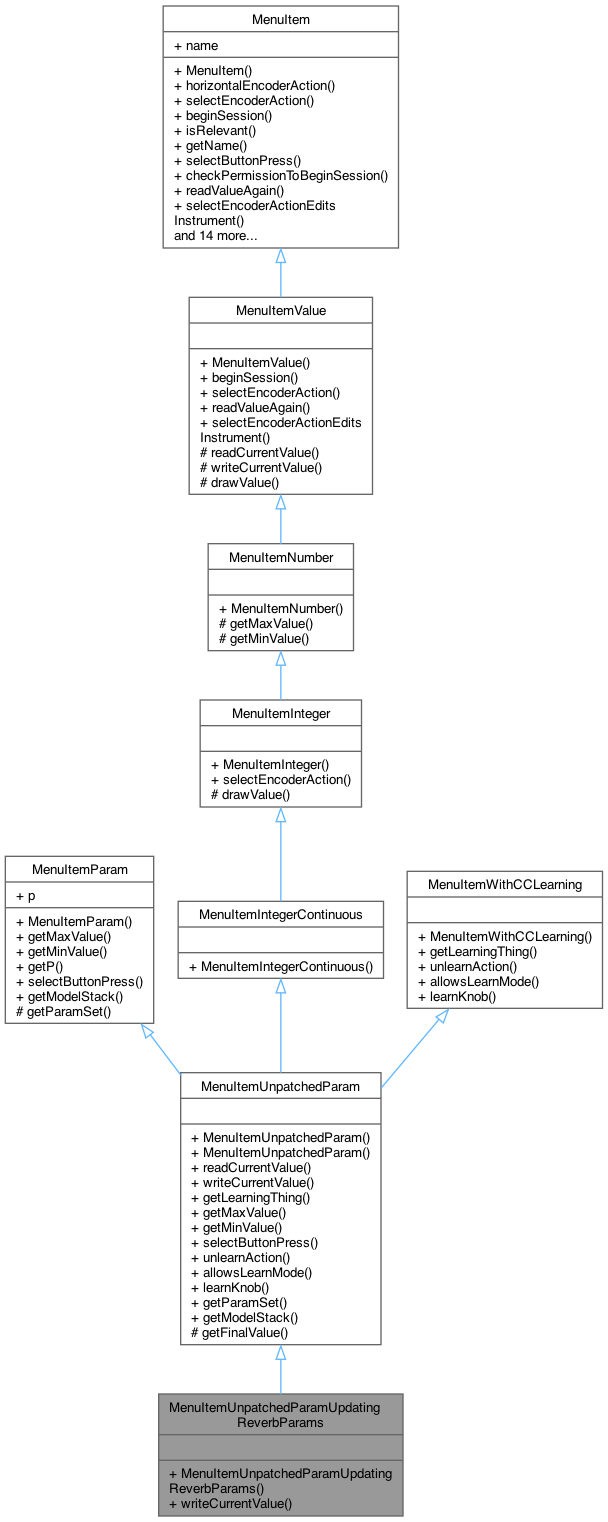 MenuItem
+ name
+ MenuItem()
+ horizontalEncoderAction()
+ selectEncoderAction()
+ beginSession()
+ isRelevant()
+ getName()
+ selectButtonPress()
+ checkPermissionToBeginSession()
+ readValueAgain()
+ selectEncoderActionEdits
Instrument()
and 14 more...
MenuItemValue
+ MenuItemValue()
+ beginSession()
+ selectEncoderAction()
+ readValueAgain()
+ selectEncoderActionEdits
Instrument()
# readCurrentValue()
# writeCurrentValue()
# drawValue()
MenuItemNumber
+ MenuItemNumber()
# getMaxValue()
# getMinValue()
MenuItemInteger
+ MenuItemInteger()
+ selectEncoderAction()
# drawValue()
MenuItemParam
+ p
+ MenuItemParam()
+ getMaxValue()
+ getMinValue()
+ getP()
+ selectButtonPress()
+ getModelStack()
# getParamSet()
MenuItemIntegerContinuous
+ MenuItemIntegerContinuous()
MenuItemWithCCLearning
+ MenuItemWithCCLearning()
+ getLearningThing()
+ unlearnAction()
+ allowsLearnMode()
+ learnKnob()
MenuItemUnpatchedParam
+ MenuItemUnpatchedParam()
+ MenuItemUnpatchedParam()
+ readCurrentValue()
+ writeCurrentValue()
+ getLearningThing()
+ getMaxValue()
+ getMinValue()
+ selectButtonPress()
+ unlearnAction()
+ allowsLearnMode()
+ learnKnob()
+ getParamSet()
+ getModelStack()
# getFinalValue()
MenuItemUnpatchedParamUpdating
ReverbParams
+ MenuItemUnpatchedParamUpdating
ReverbParams()
+ writeCurrentValue()